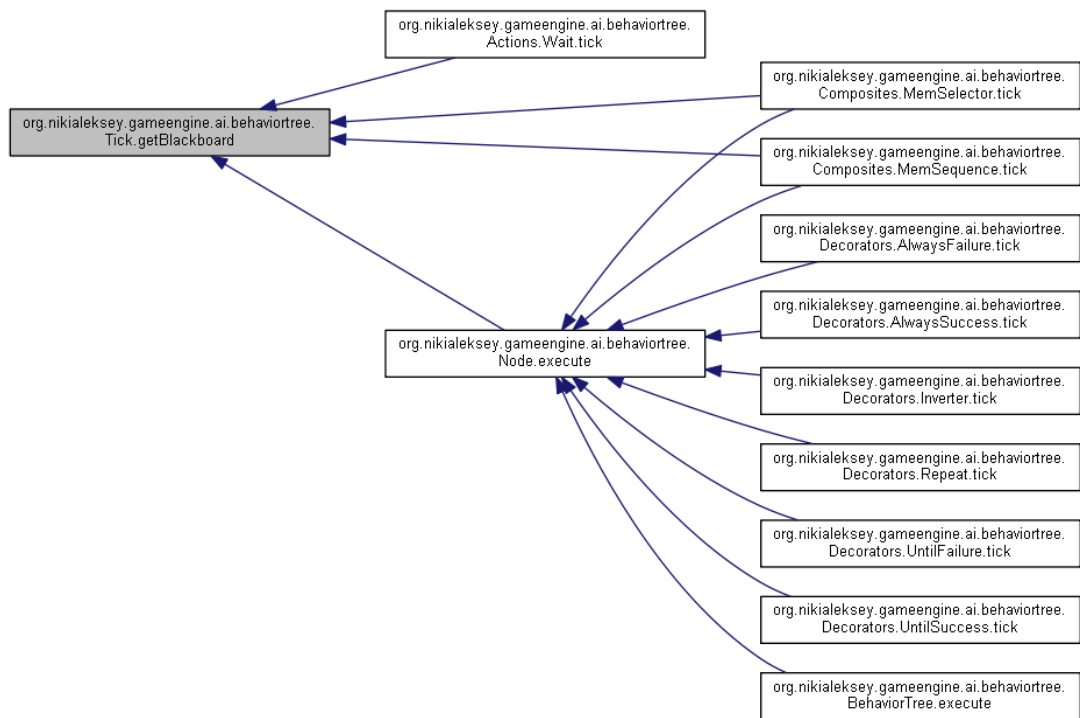 org.nikialeksey.gameengine.ai.behaviortree.
Actions.Wait.tick
org.nikialeksey.gameengine.ai.behaviortree.
Composites.MemSelector.tick
org.nikialeksey.gameengine.ai.behaviortree.
Tick.getBlackboard
org.nikialeksey.gameengine.ai.behaviortree.
Composites.MemSequence.tick
org.nikialeksey.gameengine.ai.behaviortree.
Decorators.AlwaysFailure.tick
org.nikialeksey.gameengine.ai.behaviortree.
Decorators.AlwaysSuccess.tick
org.nikialeksey.gameengine.ai.behaviortree.
Node.execute
org.nikialeksey.gameengine.ai.behaviortree.
Decorators.Inverter.tick
org.nikialeksey.gameengine.ai.behaviortree.
Decorators.Repeat.tick
org.nikialeksey.gameengine.ai.behaviortree.
Decorators.UntilFailure.tick
org.nikialeksey.gameengine.ai.behaviortree.
Decorators.UntilSuccess.tick
org.nikialeksey.gameengine.ai.behaviortree.
BehaviorTree.execute